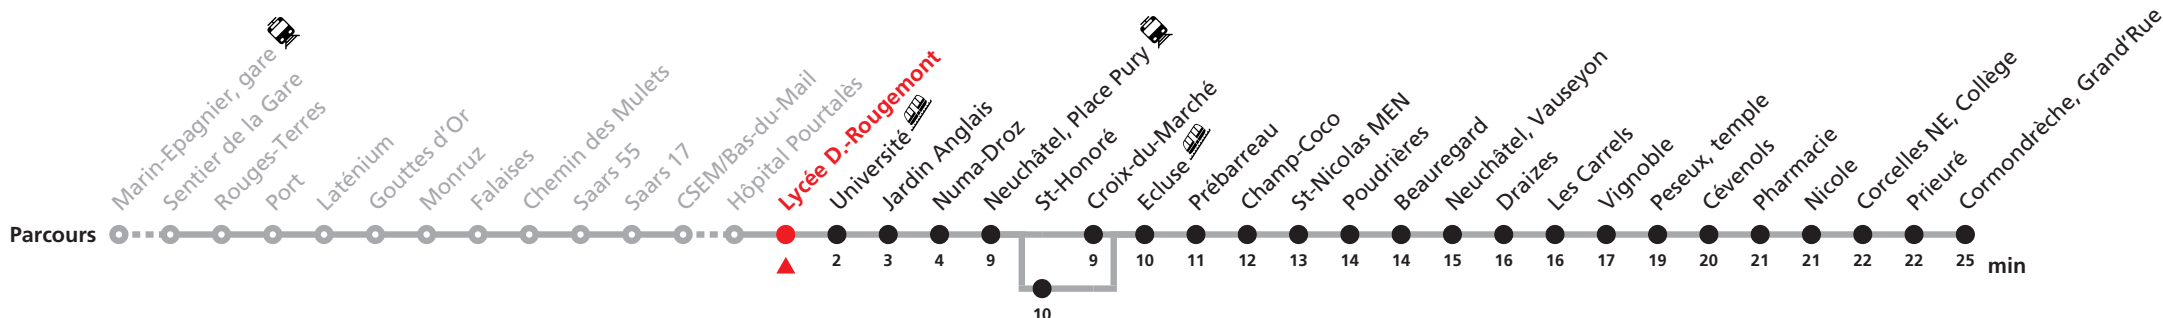 Marin-Epagnier, gare
Sentier de la Gare
Rouges-Terres
Port
Laténium
Gouttes d'Or
Monruz
Falaises
Chemin des Mulets
Saars 55
Saars 17
CSEM/Bas-du-Mail
Hôpital Pourtalès
Lycée D.-Rougemont
Université
Jardin Anglais
Numa-Droz
Neuchâtel, Place Pury
St-Honoré
Croix-du-Marché
Ecluse
Prébarreau
Champ-Coco
St-Nicolas MEN
Poudrières
Beauregard
Neuchâtel, Vauseyon
Draizes
Les Carrels
Vignoble
Peseux, temple
Cévenols
Pharmacie
Nicole
Corcelles NE, Collège
Prieuré
Cormondrèche, Grand'Rue
Parcours
2 3 4 9 9 10 11 12 13 14 14 15 16 16 17 19 20 21 21 22 22 25 min
10